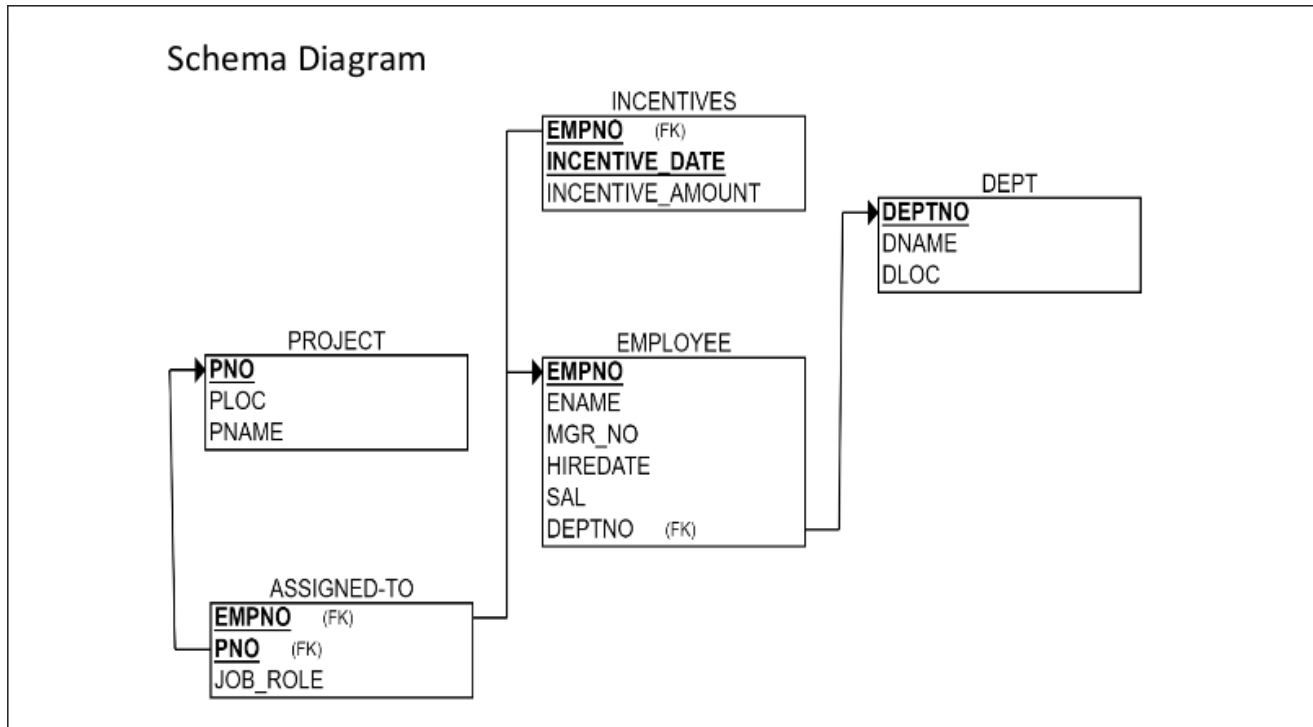 Schema Diagram
INCENTIVES
EMPNO (FK)
INCENTIVE_DATE
INCENTIVE_AMOUNT
DEPT
DEPTNO
DNAME
DLOC
PROJECT
PNO
PLOC
PNAME
EMPLOYEE
EMPNO
ENAME
MGR_NO
HIREDATE
SAL
DEPTNO (FK)
ASSIGNED-TO
EMPNO (FK)
PNO (FK)
JOB_ROLE